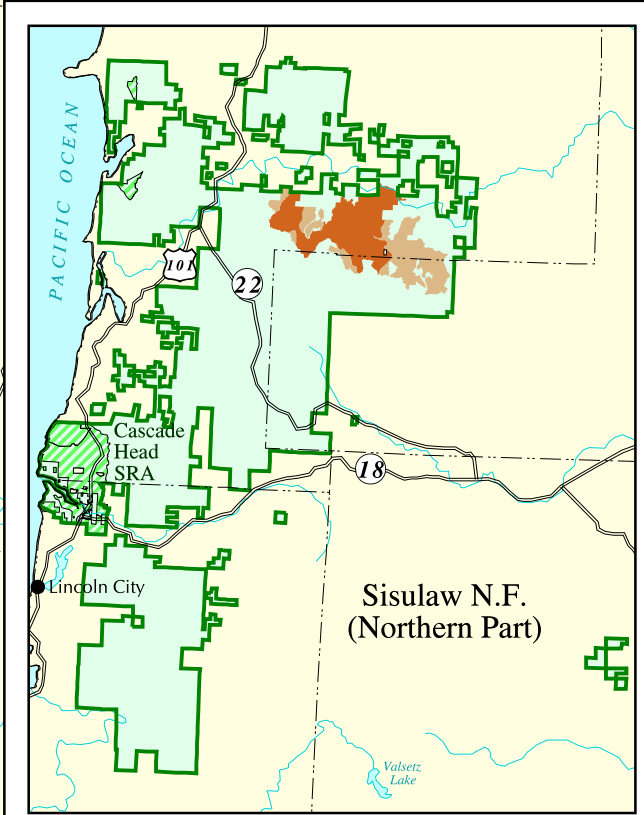 PACIFIC OCEAN
101
22
Cascade
Head
SRA
18
Lincoln City
Sisulaw N.F.
(Northern Part)
Valsetz
Lake